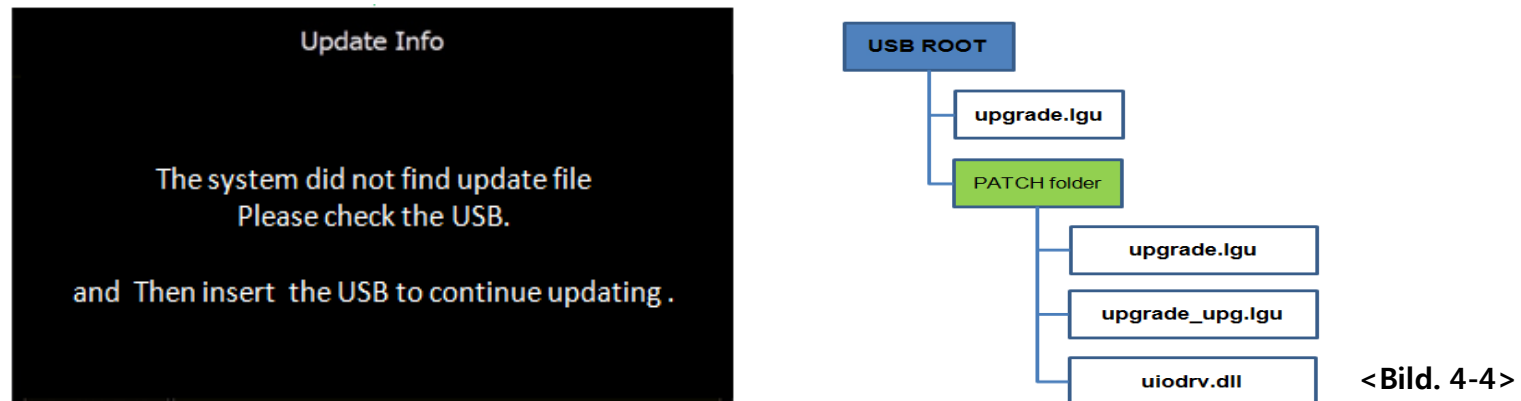 Update Info
The system did not find update file
Please check the USB.
and Then insert the USB to continue updating .
USB ROOT
upgrade.lgu
PATCH folder
upgrade.lgu
upgrade_upg.lgu
uiodrv.dll
<Bild. 4-4>